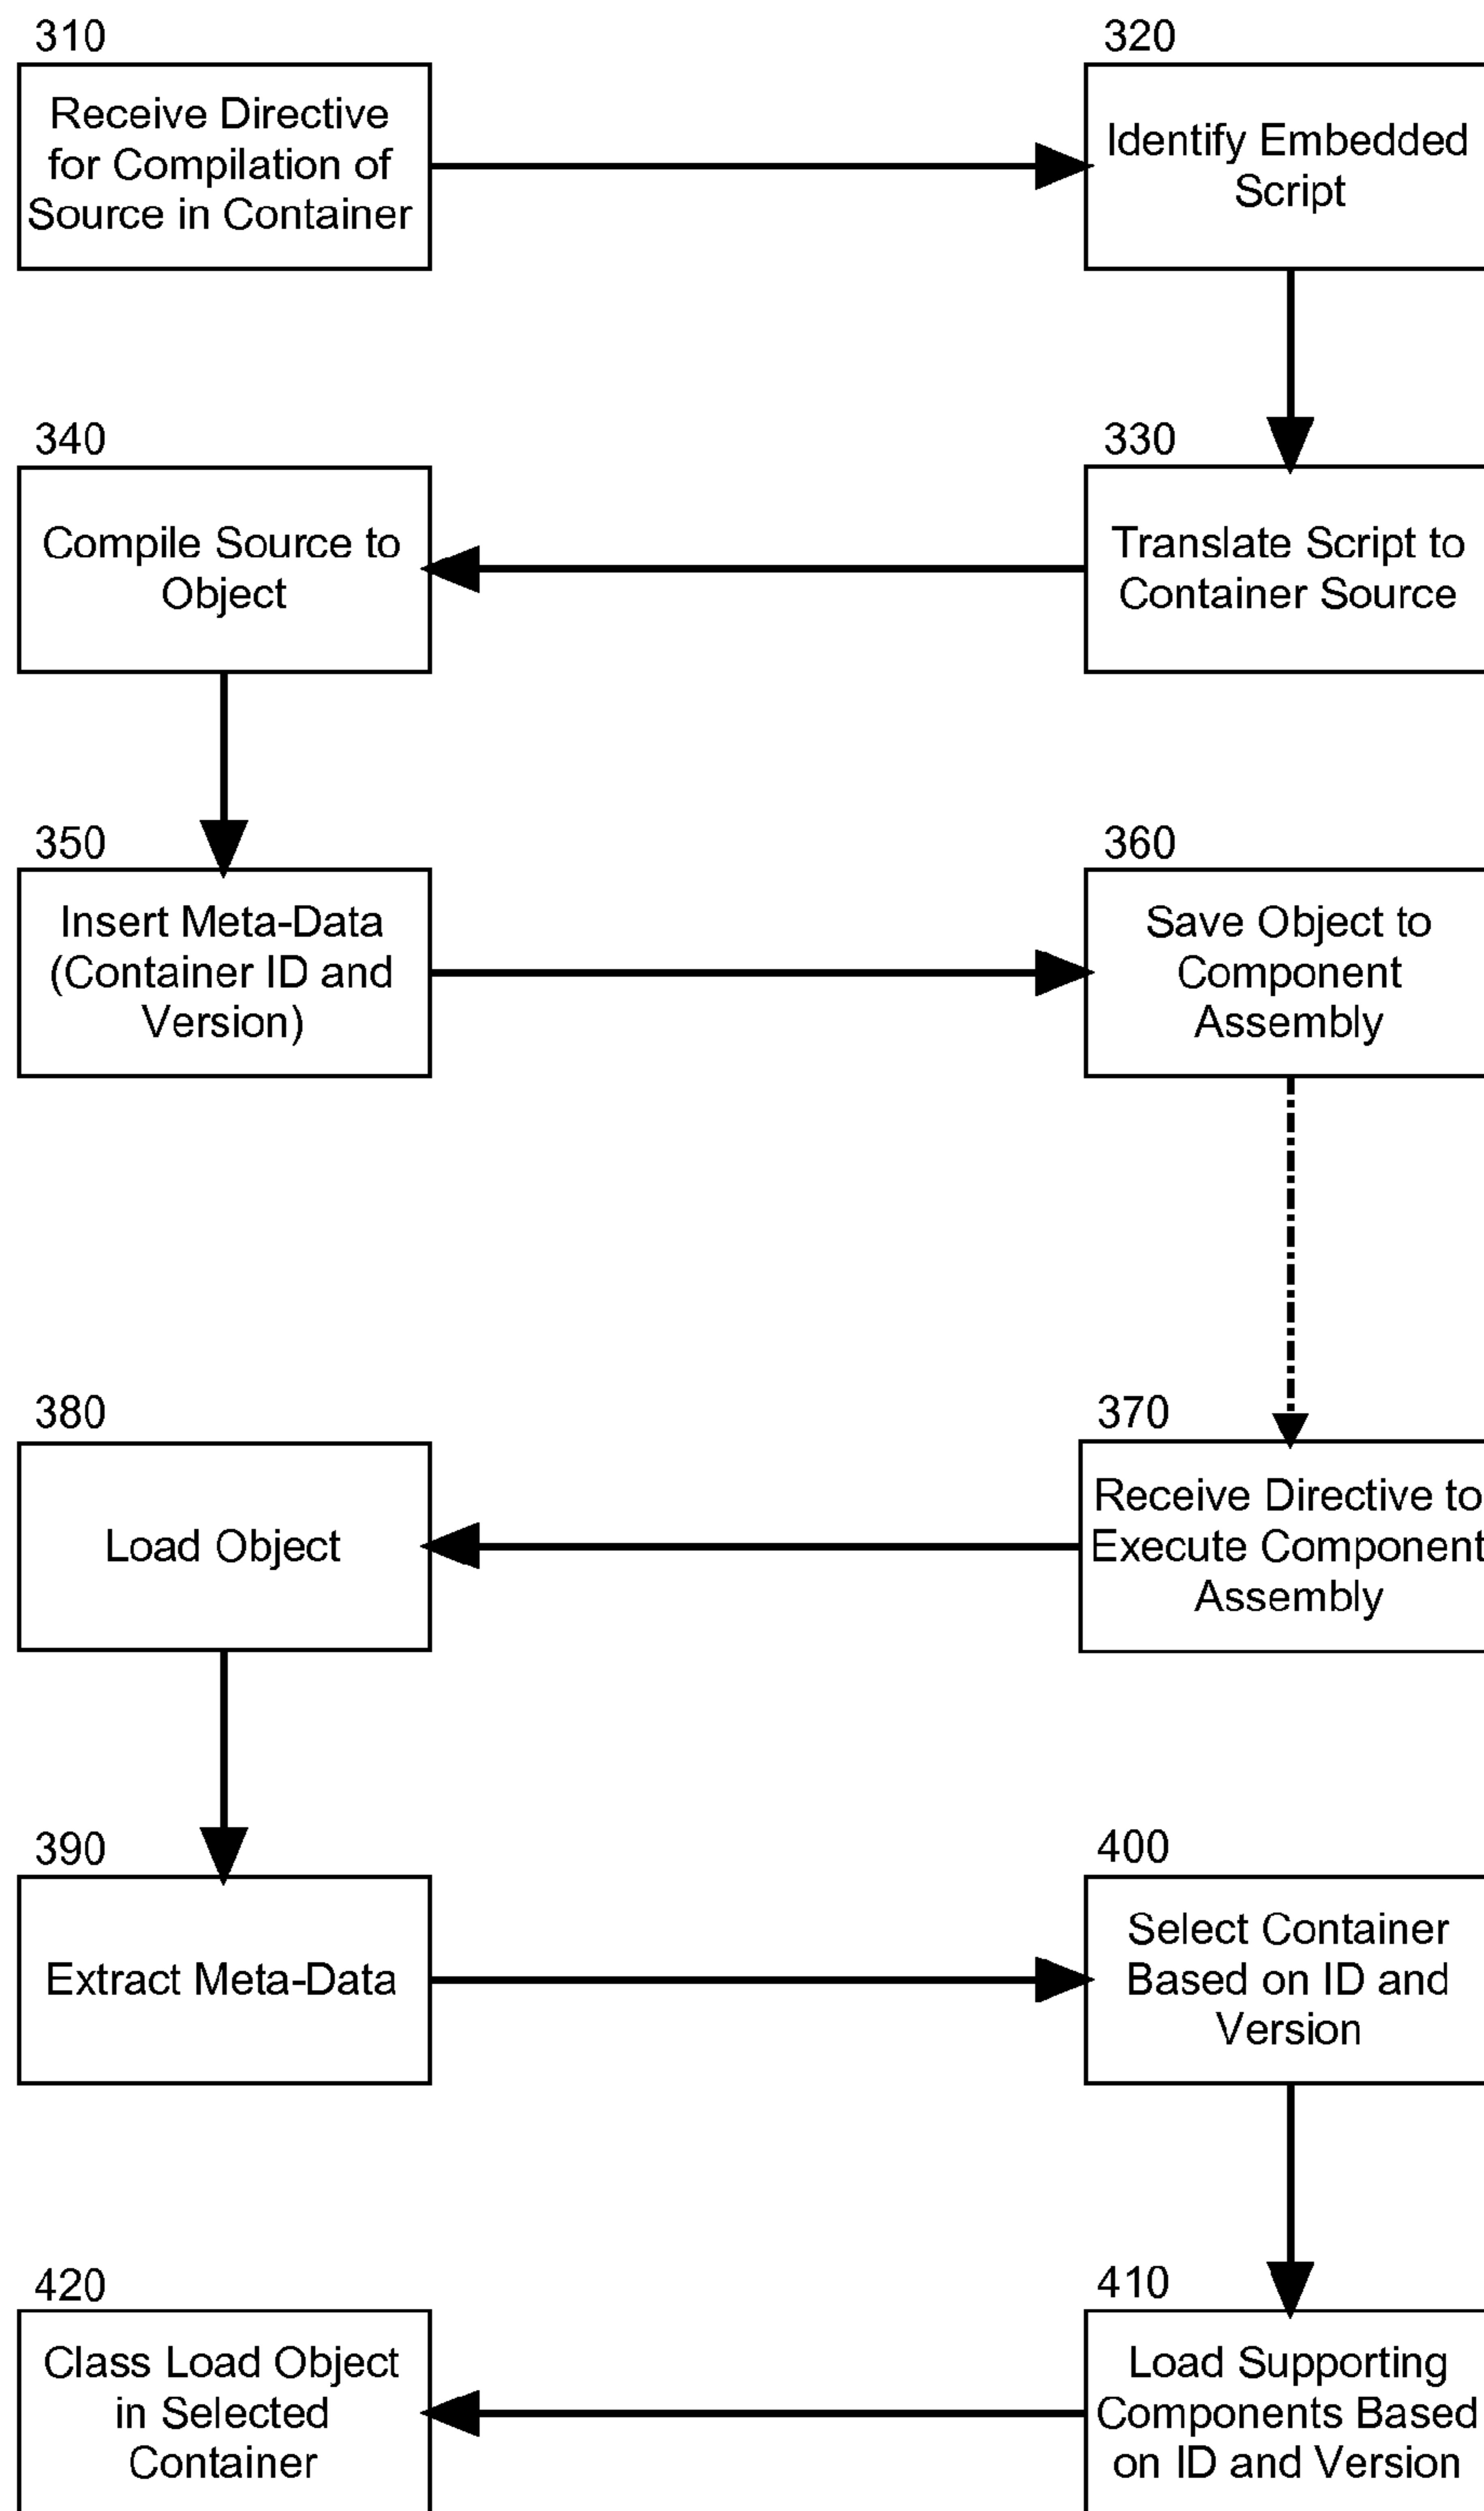 310
Receive Directive
for Compilation of
Source in Container
320
Identify Embedded
Script
340
Compile Source to
Object
330
Translate Script to
Container Source
350
Insert Meta-Data
(Container ID and
Version)
360
Save Object to
Component
Assembly
380
Load Object
370
Receive Directive to
Execute Component
Assembly
390
Extract Meta-Data
400
Select Container
Based on ID and
Version
420
Class Load Object
in Selected
Container
410
Load Supporting
Components Based
on ID and Version